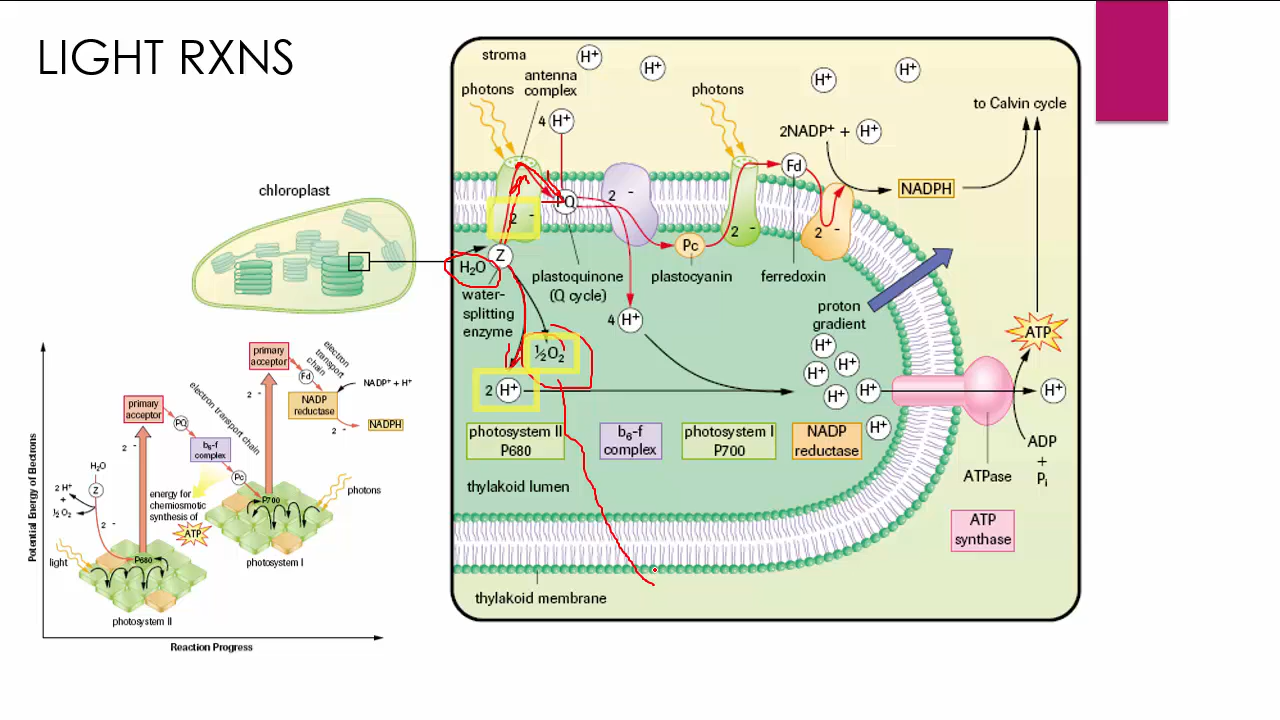 LIGHT RXNS
stroma
H+
H+
H+
H+
antenna
complex
photons
photons
to Calvin cycle
4 H+
2NADP+ + H+
Fd
NADPH
chloroplast
Q
2 -
2 -
2 -
2 -
Pc
Z
H2O
plastoquinone
(Q cycle)
plastocyanin
ferredoxin
water-
splitting
enzyme
proton
gradient
4 H+
ATP
½O2
H+
H+
H+
H+
H+
H+
2 H+
H+
photosystem II
P680
b6-f
complex
photosystem I
P700
NADP
reductase
ADP
+
Pi
ATPase
thylakoid lumen
ATP
synthase
thylakoid membrane
Potential Energy of Electrons
primary
acceptor
electron
transport
chain
Fd
NADP+ + H+
2 -
NADP
reductase
primary
acceptor
electron transport chain
PQ
2 -
NADPH
2 -
b6-f
complex
H2O
Pc
2 H+
+
½ O2
Z
energy for
chemiosmotic
synthesis of
ATP
P700
photons
2 -
light
P680
photosystem I
photosystem II
Reaction Progress